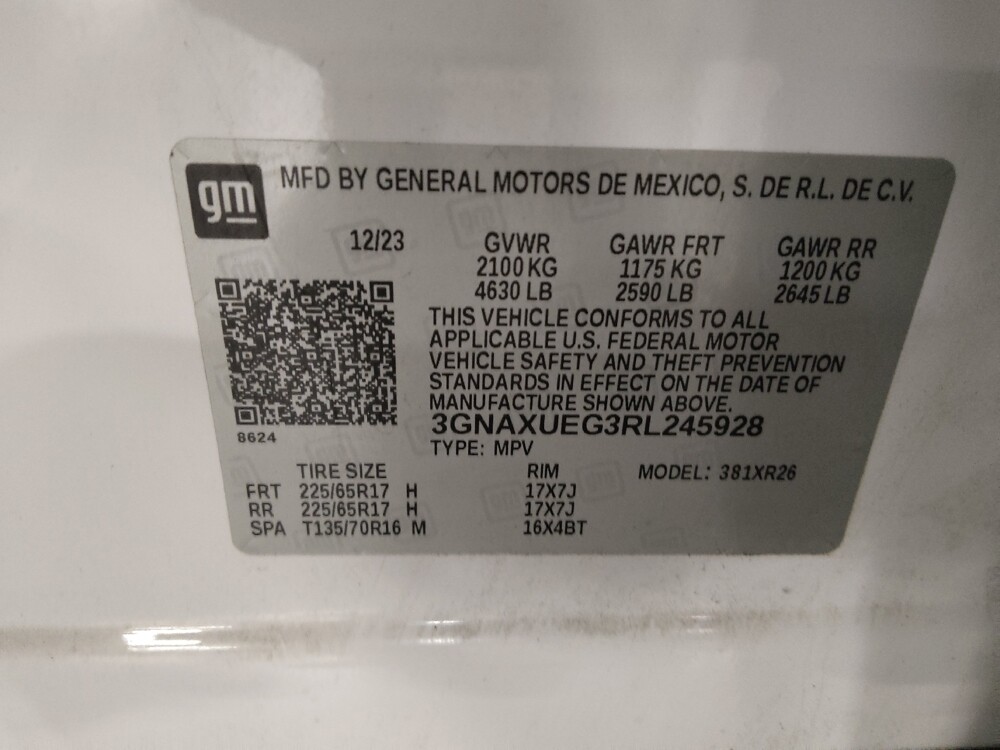 gm
MFD BY GENERAL MOTORS DE MEXICO, S. DE R.L. DE C.V.
12/23 GVWR GAWR FRT GAWR RR
2100 KG 1175 KG 1200 KG
4630 LB 2590 LB 2645 LB
THIS VEHICLE CONFORMS TO ALL
APPLICABLE U.S. FEDERAL MOTOR
VEHICLE SAFETY AND THEFT PREVENTION
STANDARDS IN EFFECT ON THE DATE OF
MANUFACTURE SHOWN ABOVE.
3GNAXUEG3RL245928
8624
TYPE: MPV
TIRE SIZE RIM MODEL: 381XR26
FRT 225/65R17 H 17X7J
RR 225/65R17 H 17X7J
SPA T135/70R16 M 16X4BT